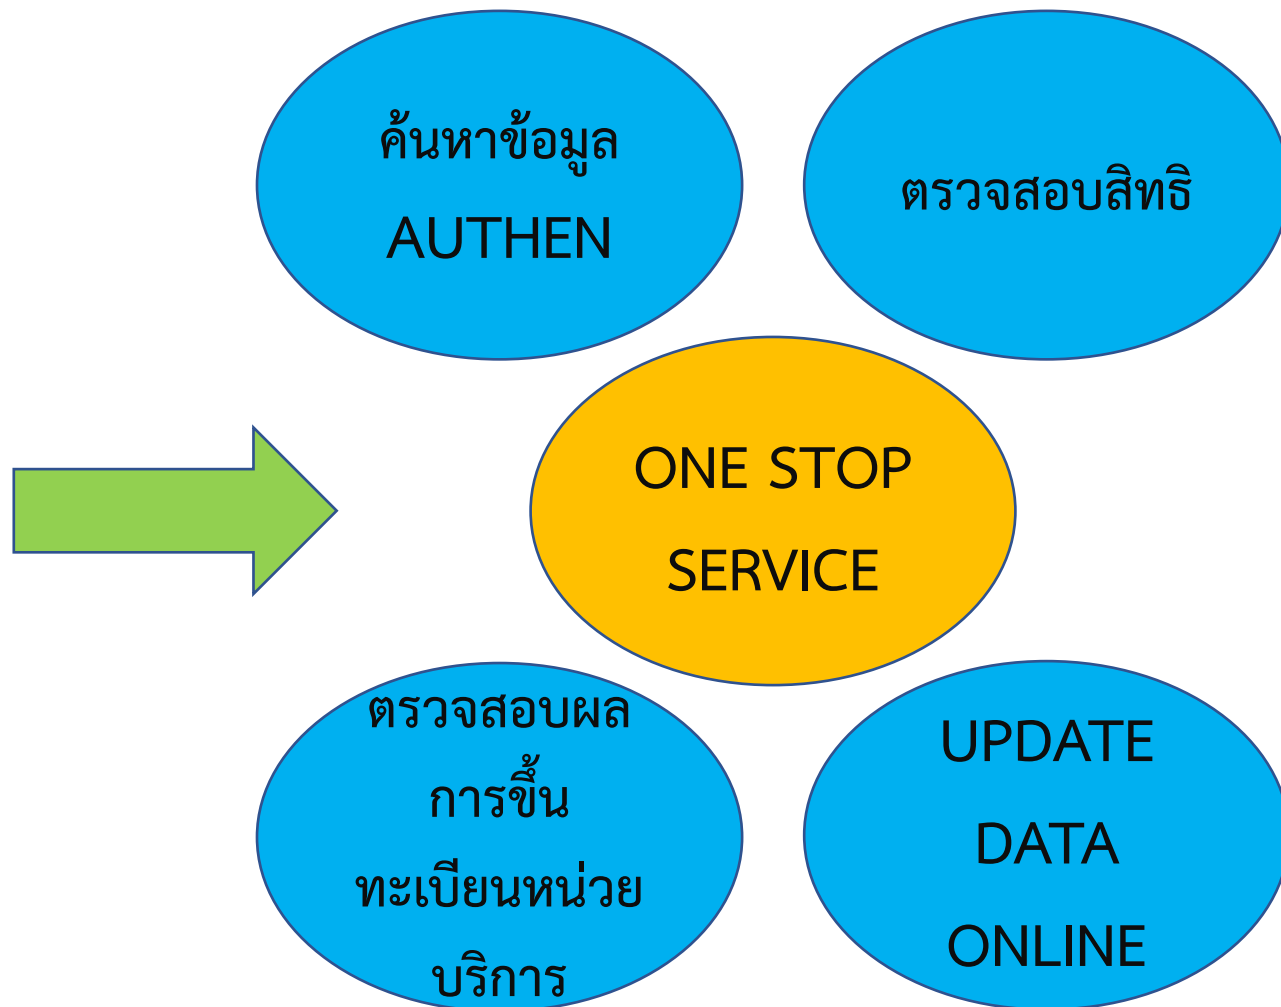 ค้นหาข้อมูล
AUTHEN
ตรวจสอบสิทธิ
ONE STOP
SERVICE
ตรวจสอบผล
การขึ้น
ทะเบียนหน่วย
บริการ
UPDATE
DATA
ONLINE